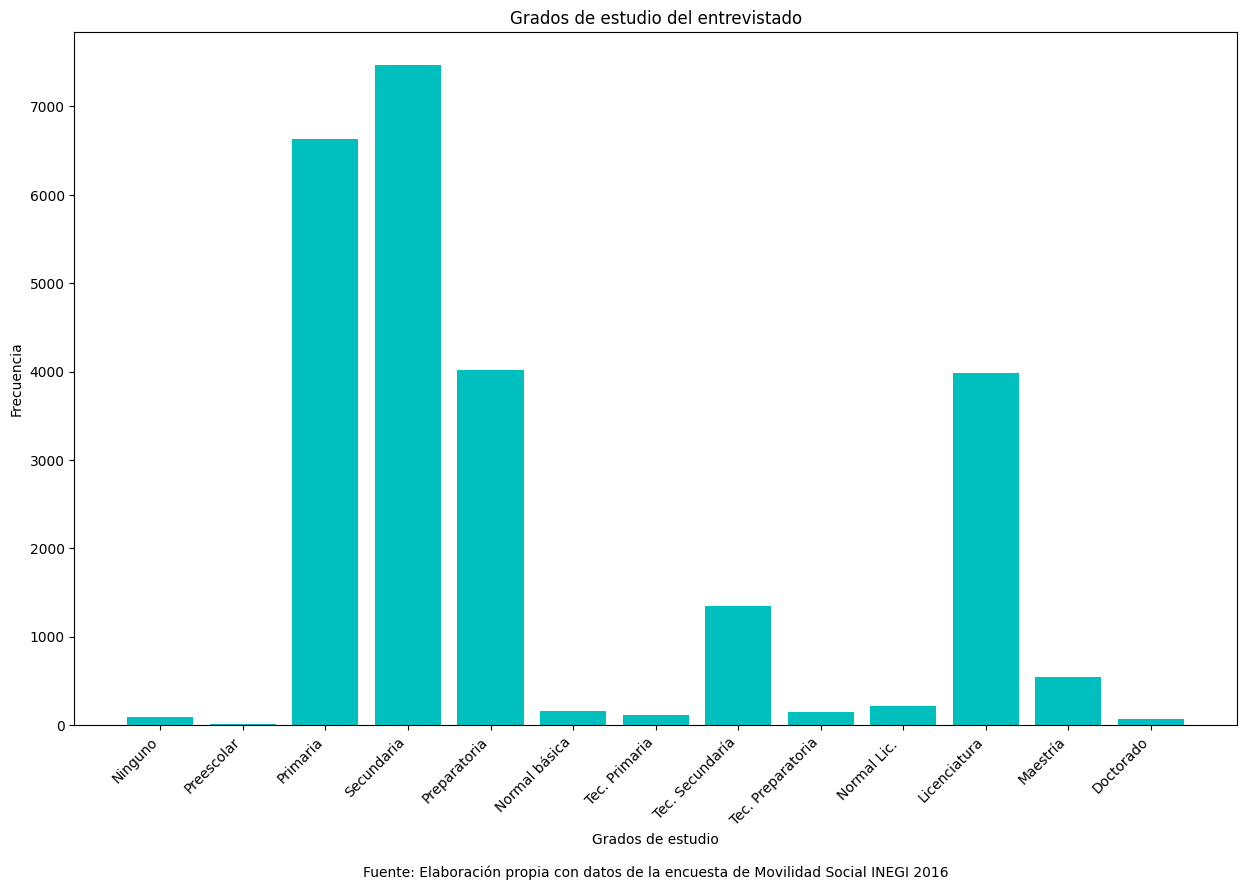 Grados de estudio del entrevistado
7000
6000
5000
4000
3000
2000
1000
0
Frecuencia
Ninguno
Preescolar
Primaria
Secundaria
Preparatoria
Normal básica
Tec. Primaria
Tec. Secundaría
Tec. Preparatoria
Normal Lic.
Licenciatura
Maestría
Doctorado
Grados de estudio
Fuente: Elaboración propia con datos de la encuesta de Movilidad Social INEGI 2016